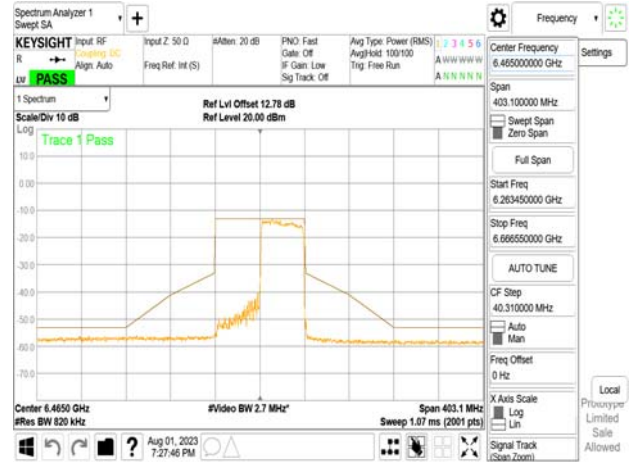 Spectrum Analyzer 1
Swept SA
+
Frequency
KEYSIGHT
Input: RF
Coupling: DC
Align: Auto
Input Z: 50 Ω
Freq Ref: Int (S)
#Atten: 20 dB
PNO: Fast
Gate: Off
IF Gain: Low
Sig Track: Off
Avg Type: Power (RMS)
Avg|Hold: 100/100
Trig: Free Run
1 2 3 4 5 6
A W W W W W
A N N N N N
R
PASS
1 Spectrum
Scale/Div 10 dB
Ref Lvl Offset 12.78 dB
Ref Level 20.00 dBm
Log
Trace 1 Pass
10.0
0.00
-10.0
-20.0
-30.0
-40.0
-50.0
-60.0
-70.0
Center 6.4650 GHz
#Video BW 2.7 MHz*
Span 403.1 MHz
#Res BW 820 kHz
Sweep 1.07 ms (2001 pts)
?
Aug 01, 2023
7:27:46 PM
Center Frequency
6.465000000 GHz
Settings
Span
403.100000 MHz
Swept Span
Zero Span
Full Span
Start Freq
6.263450000 GHz
Stop Freq
6.666550000 GHz
AUTO TUNE
CF Step
40.310000 MHz
Auto
Man
Freq Offset
0 Hz
X Axis Scale
Log
Lin
Signal Track
(Span Zoom)
Local
Prototype
Limited
Sale
Allowed